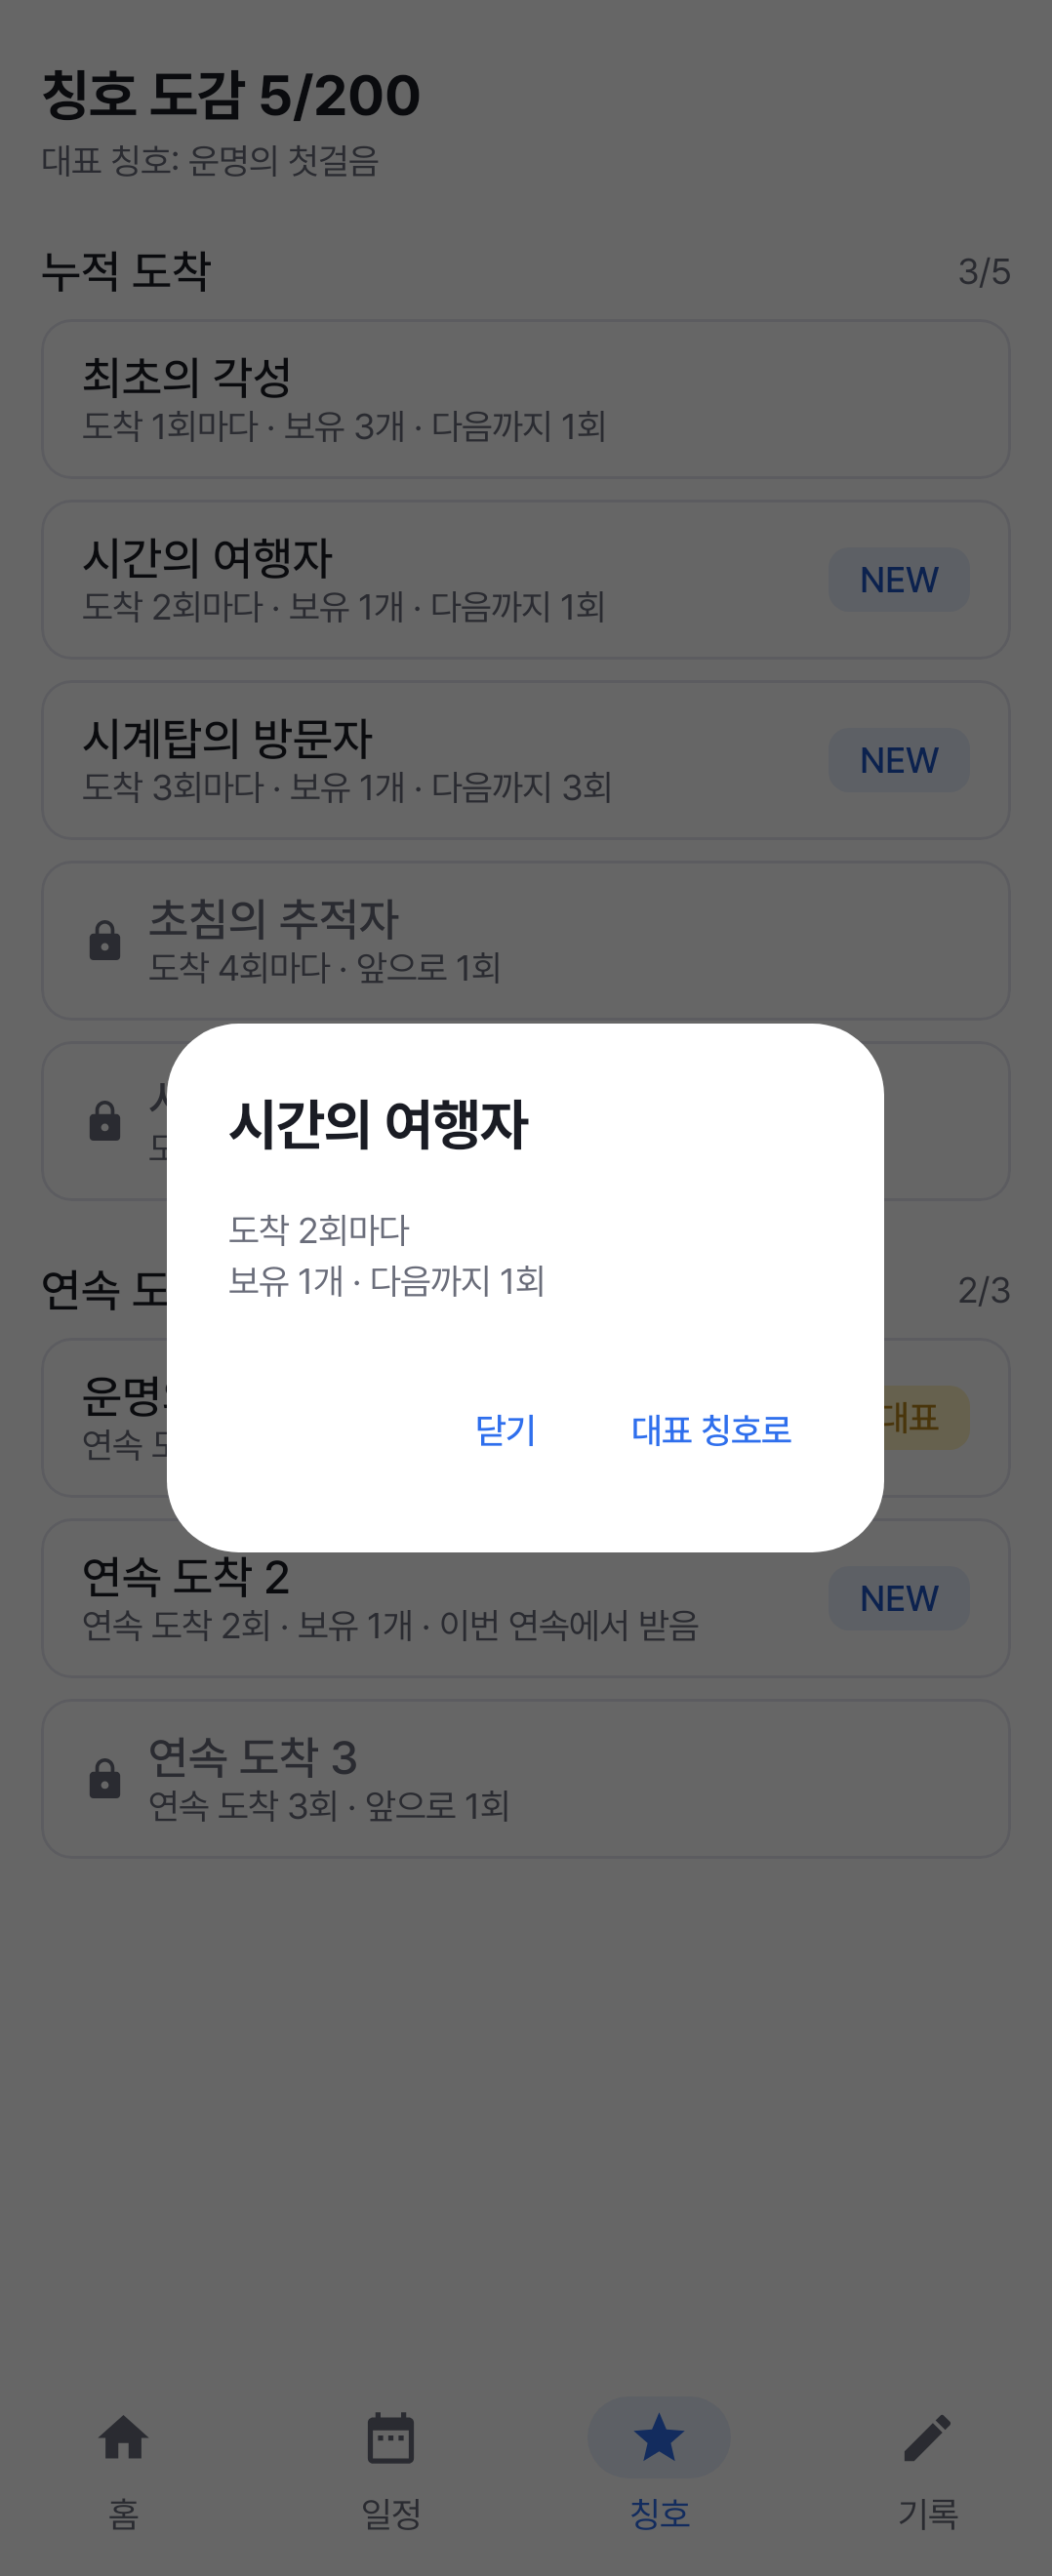 칭호 도감 5/200
대표 칭호: 운명의 첫걸음
누적 도착 3/5
최초의 각성
도착 1회마다 · 보유 3개 · 다음까지 1회
시간의 여행자
도착 2회마다 · 보유 1개 · 다음까지 1회
NEW
시계탑의 방문자
도착 3회마다 · 보유 1개 · 다음까지 3회
NEW
초침의 추적자
도착 4회마다 · 앞으로 1회
시간의 여행자
도착 2회마다
보유 1개 · 다음까지 1회
닫기 대표 칭호로
연속 2/3
연속
대표
연속 도착 2
연속 도착 2회 · 보유 1개 · 이번 연속에서 받음
NEW
연속 도착 3
연속 도착 3회 · 앞으로 1회
홈 일정 칭호 기록